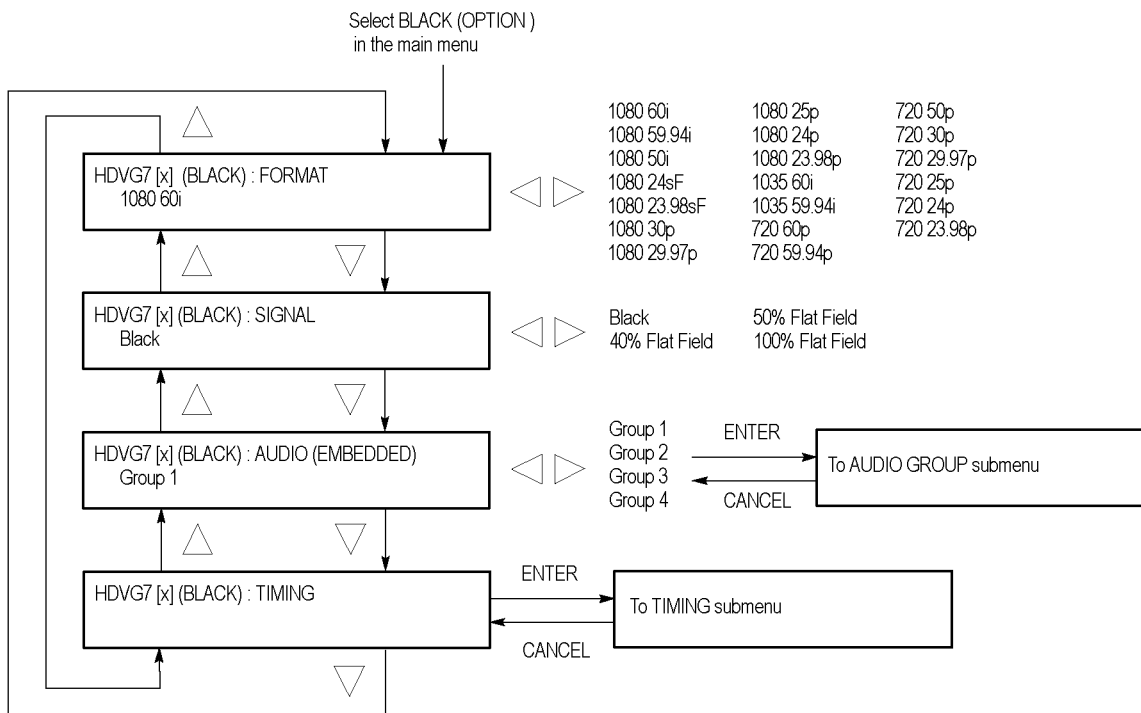 Select BLACK (OPTION )
in the main menu
HDVG7 [x] (BLACK) : FORMAT
1080 60i
1080 60i 1080 25p 720 50p
1080 59.94i 1080 24p 720 30p
1080 50i 1080 23.98p 720 29.97p
1080 24sF 1035 60i 720 25p
1080 23.98sF 1035 59.94i 720 24p
1080 30p 720 60p 720 23.98p
1080 29.97p 720 59.94p
HDVG7 [x] (BLACK) : SIGNAL
Black
Black 50% Flat Field
40% Flat Field 100% Flat Field
HDVG7 [x] (BLACK) : AUDIO (EMBEDDED)
Group 1
Group 1
Group 2
Group 3
Group 4
ENTER
CANCEL
To AUDIO GROUP submenu
HDVG7 [x] (BLACK) : TIMING
ENTER
CANCEL
To TIMING submenu